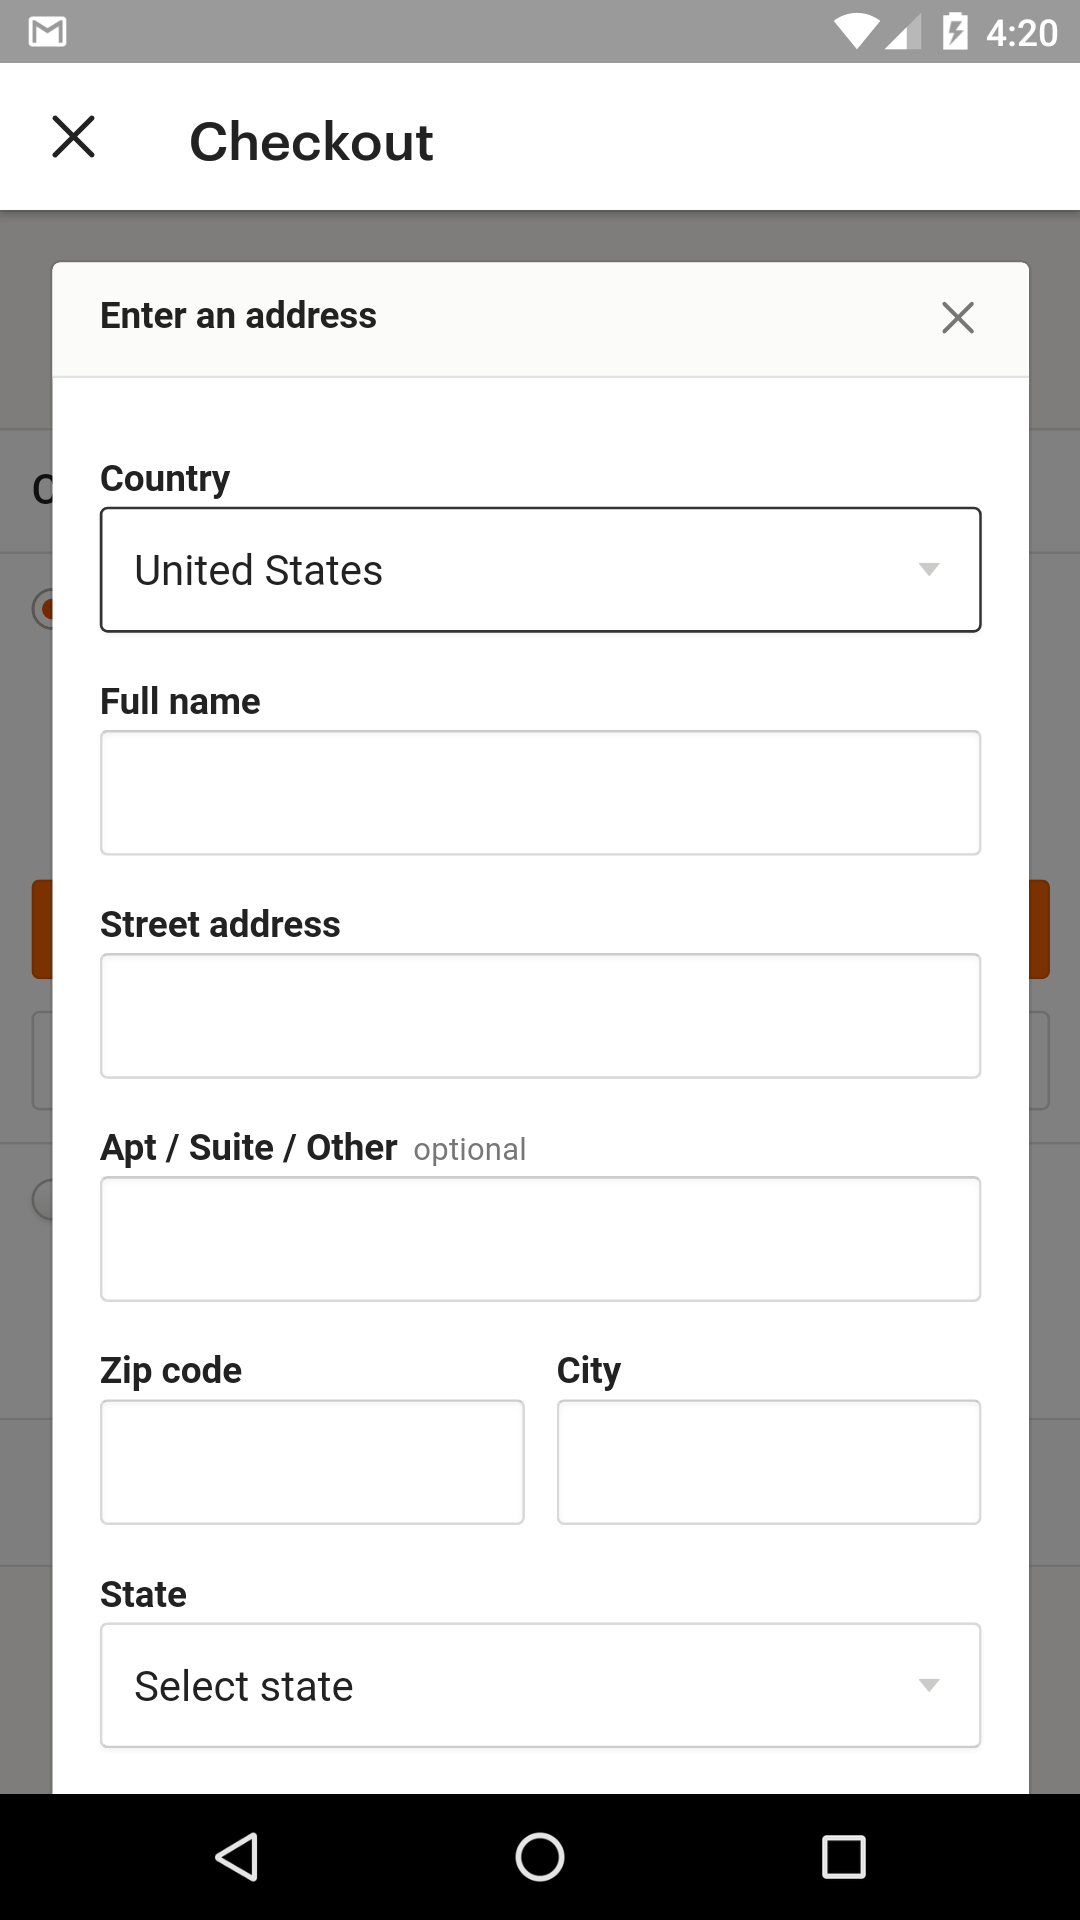 4:20
Checkout
Enter an address
Country
United States
Full name
Street address
Apt / Suite / Other optional
Zip code City
State
Select state